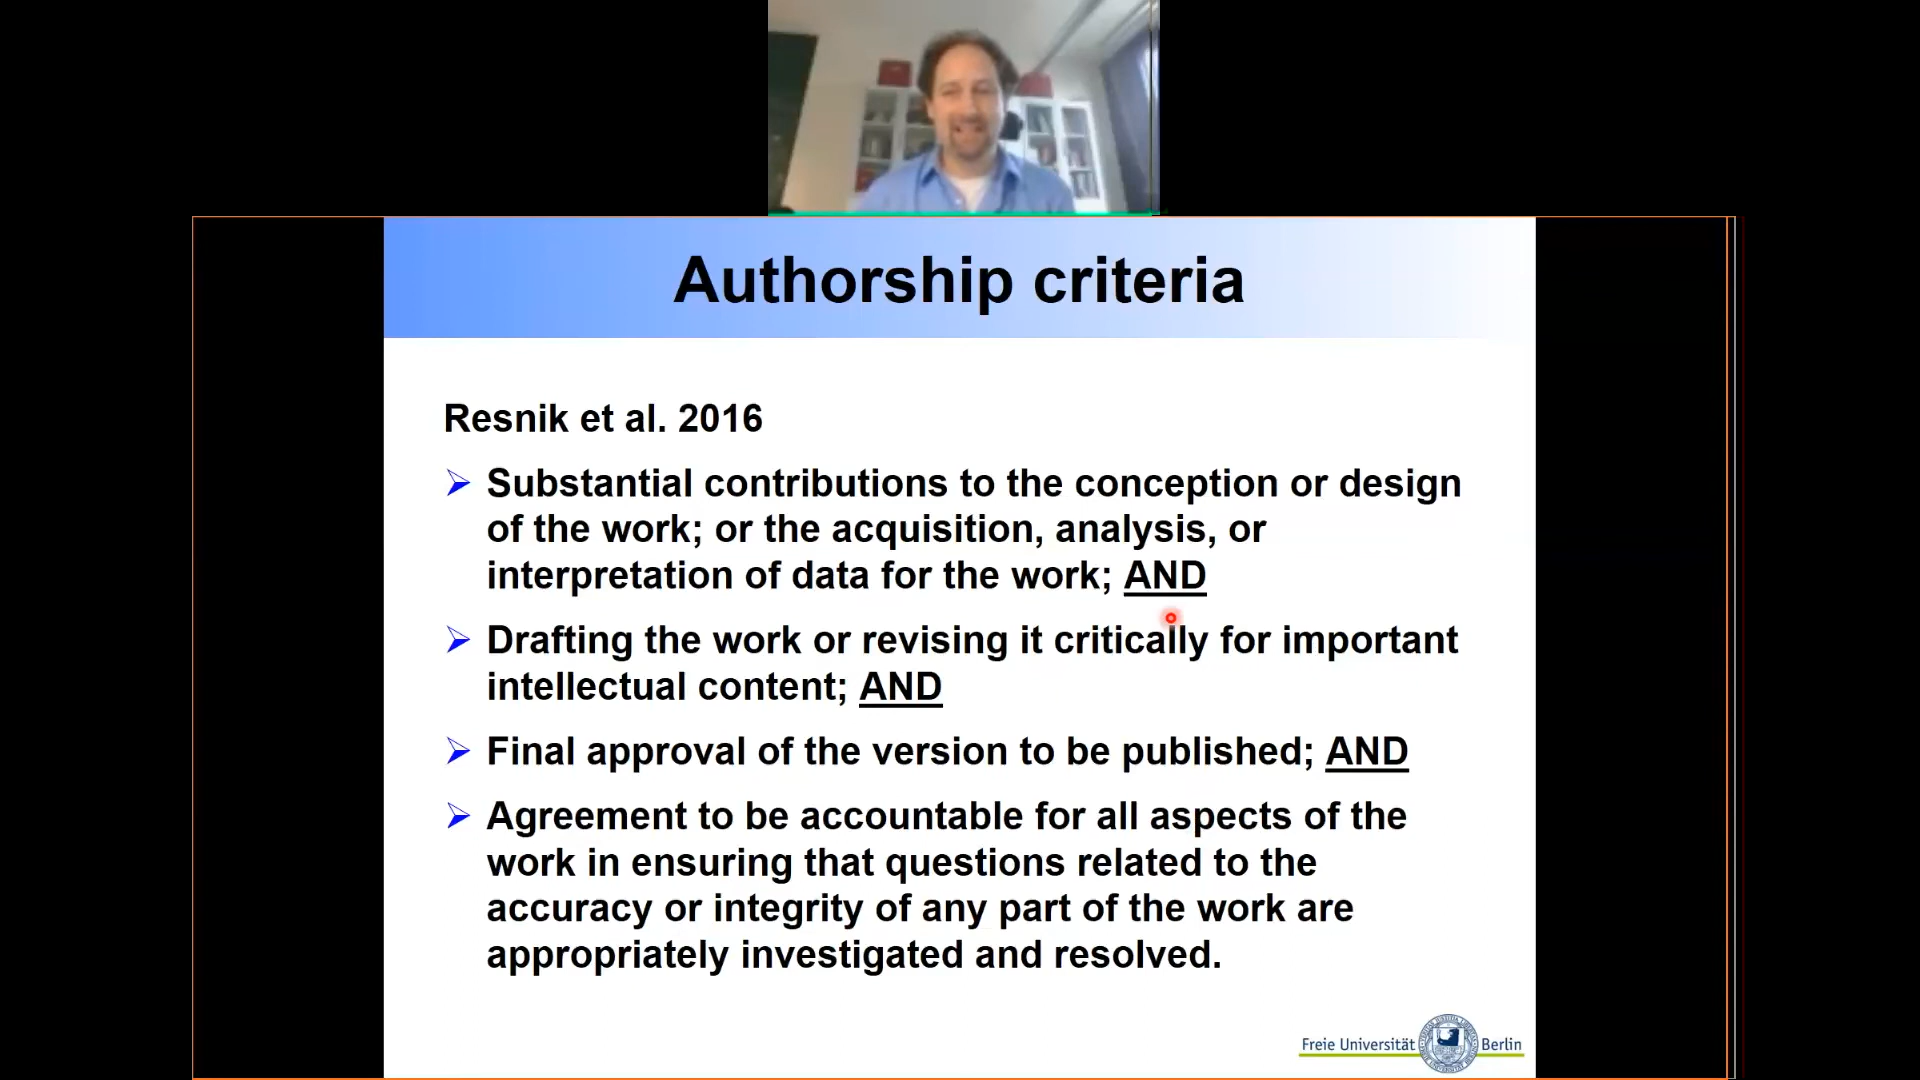 Authorship criteria
Resnik et al. 2016
Substantial contributions to the conception or design
of the work; or the acquisition, analysis, or
interpretation of data for the work; AND
Drafting the work or revising it critically for important
intellectual content; AND
Final approval of the version to be published; AND
Agreement to be accountable for all aspects of the
work in ensuring that questions related to the
accuracy or integrity of any part of the work are
appropriately investigated and resolved.
Freie Universität Berlin